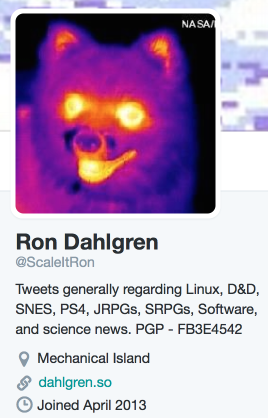 NASA/
Ron Dahlgren
@ScaleItRon
Tweets generally regarding Linux, D&D,
SNES, PS4, JRPGs, SRPGs, Software,
and science news. PGP - FB3E4542
Mechanical Island
dahlgren.so
Joined April 2013